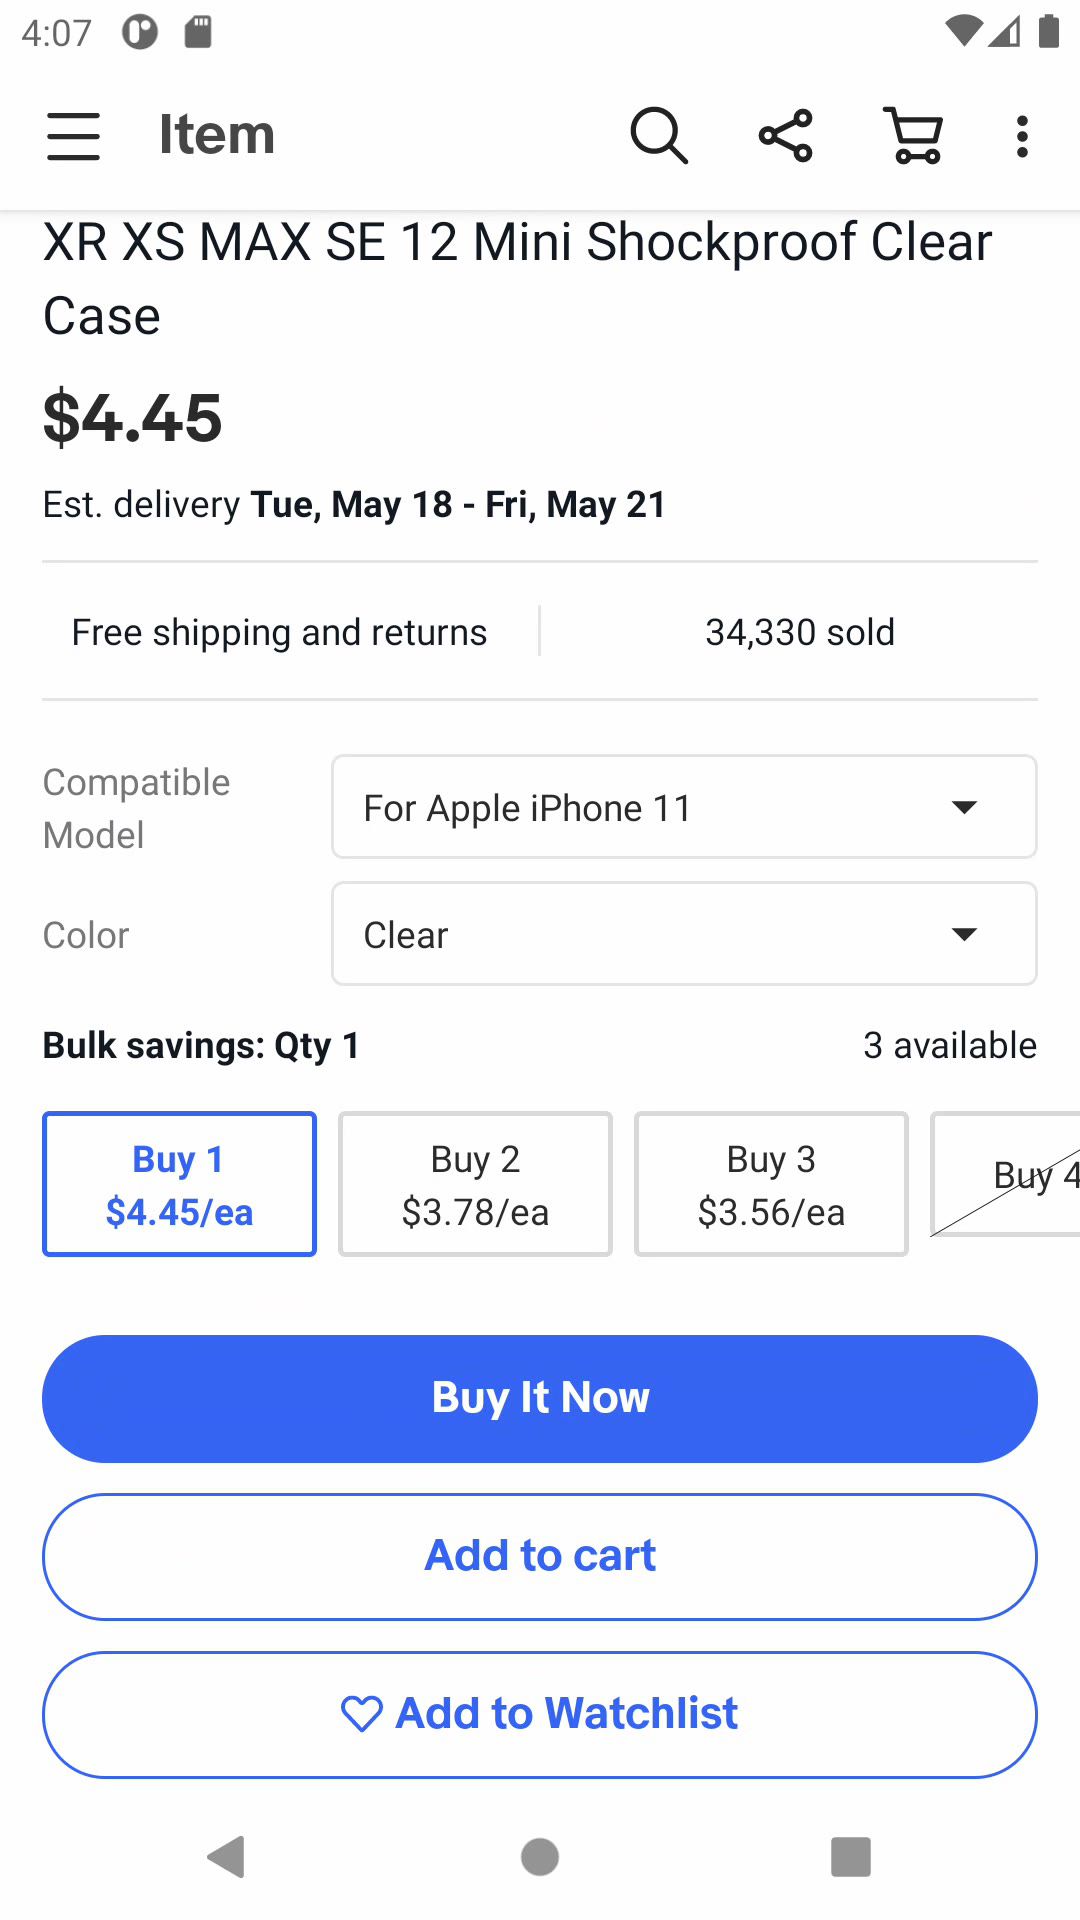 4:07
Item
XR XS MAX SE 12 Mini Shockproof Clear
Case
$4.45
Est. delivery Tue, May 18 - Fri, May 21
Free shipping and returns
34,330 sold
Compatible
Model
For Apple iPhone 11
Color
Clear
Bulk savings: Qty 1
3 available
Buy 1
$4.45/ea
Buy 2
$3.78/ea
Buy 3
$3.56/ea
Buy 4
Buy It Now
Add to cart
Add to Watchlist